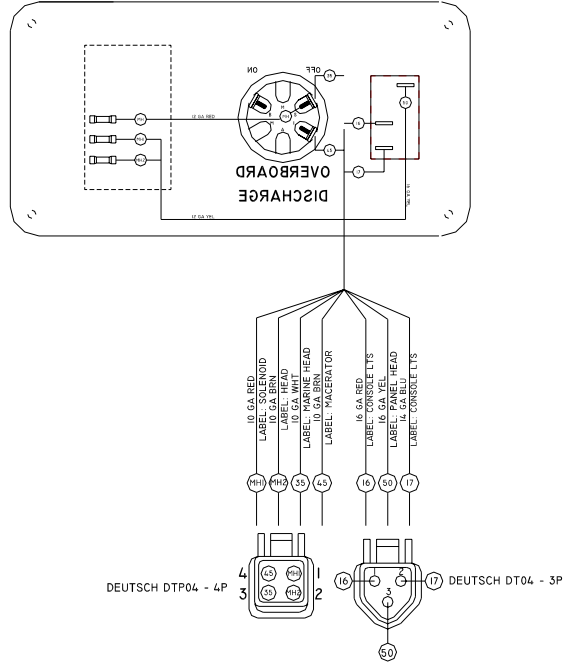 ON
OFF
35
MH1
12 GA RED
MH1
50
16
MH1
45
MH2
17
OVERBOARD
DISCHARGE
12 GA YEL
10 GA RED
LABEL: SOLENOID
10 GA BRN
LABEL: HEAD
10 GA WHT
LABEL: MARINE HEAD
10 GA BRN
LABEL: MACERATOR
16 GA RED
LABEL: CONSOLE LTS
16 GA YEL
LABEL: PANEL HEAD
14 GA BLU
LABEL: CONSOLE LTS
MH1
MH2
35
45
16
50
17
4
45
MH1
1
3
35
MH2
2
DEUTSCH DTP04 - 4P
16
1
2
17
3
DEUTSCH DT04 - 3P
50